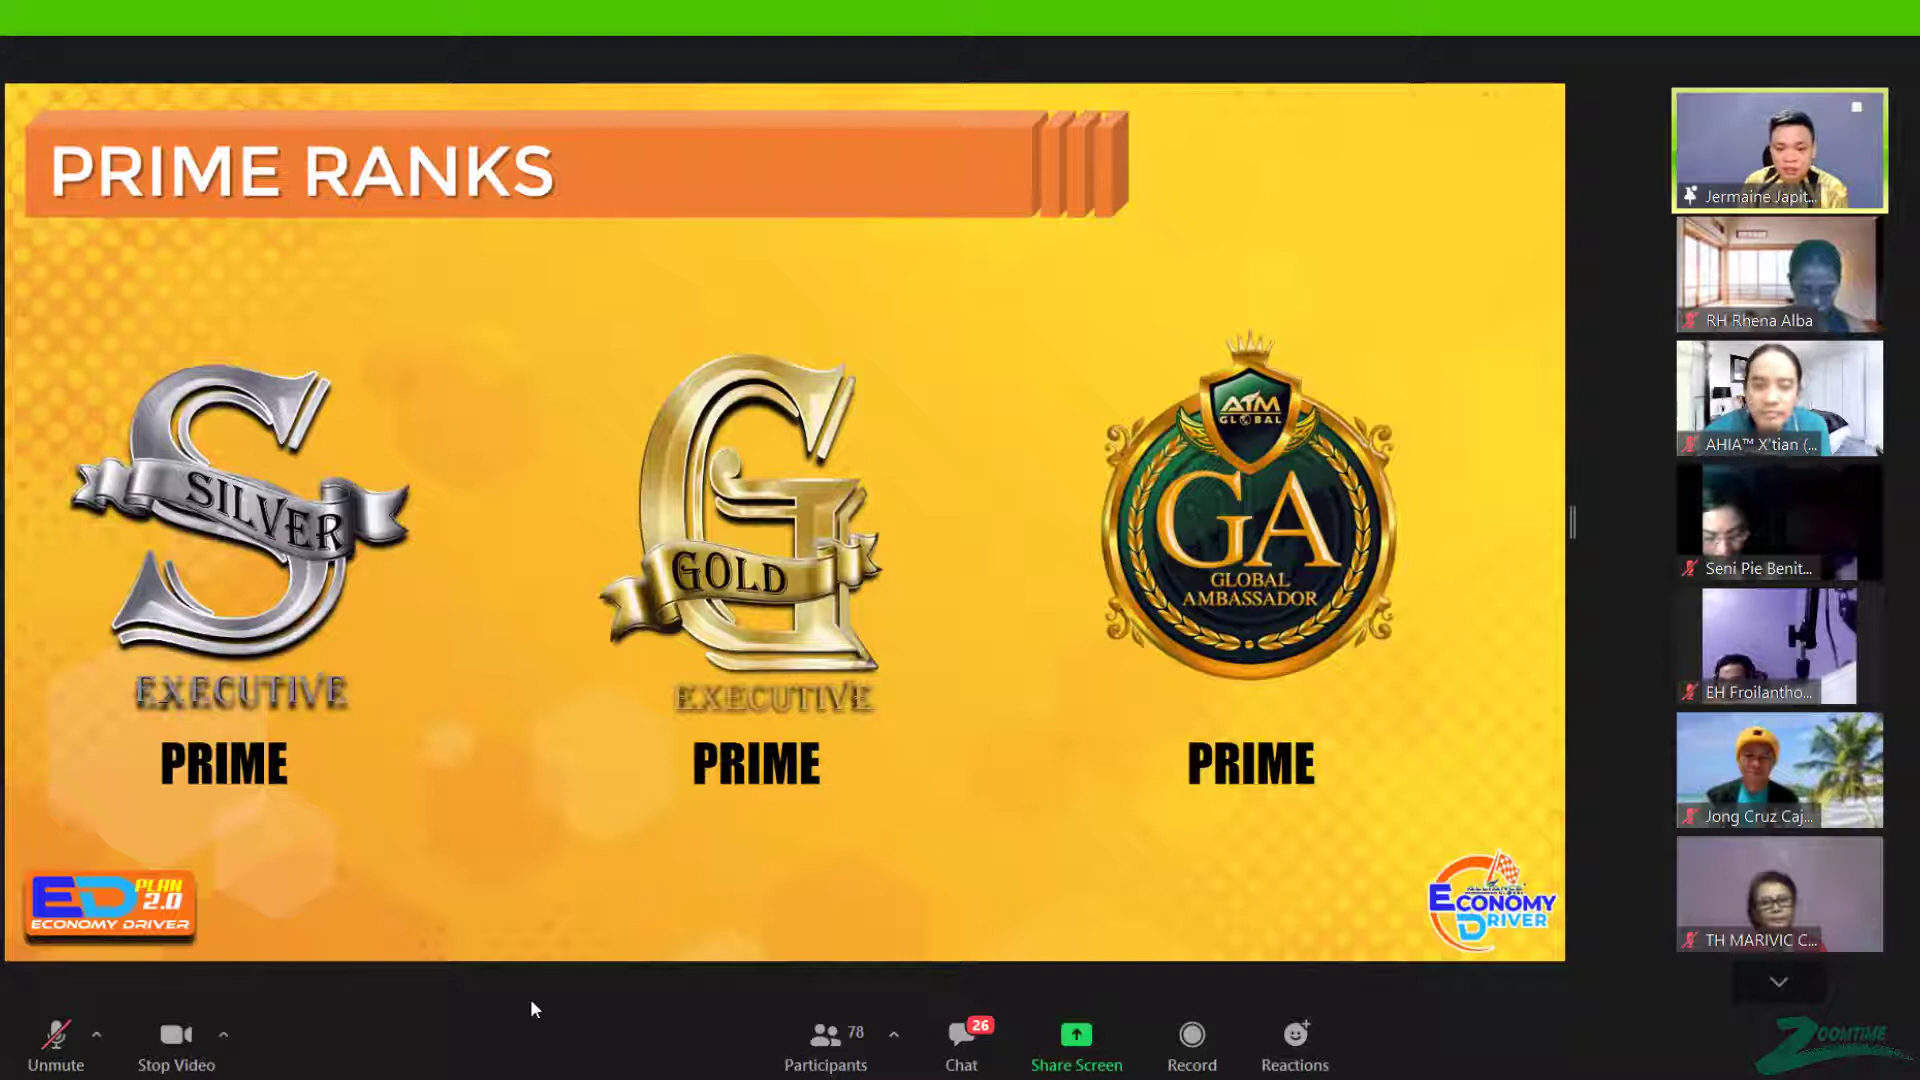 PRIME RANKS
SILVER
EXECUTIVE
PRIME
GOLD
EXECUTIVE
PRIME
ATM
GLOBAL
GA
GLOBAL
AMBASSADOR
PRIME
ED PLAN 2.0
ECONOMY DRIVER
ECONOMY
DRIVER
Jermaine Japit...
RH Rhena Alba
AHIA™ X'tian (...
Seni Pie Benit...
EH Froilantho...
Jong Cruz Caj...
TH MARIVIC C...
Unmute
Stop Video
78
Participants
26
Chat
Share Screen
Record
Reactions
ZOOMTIME